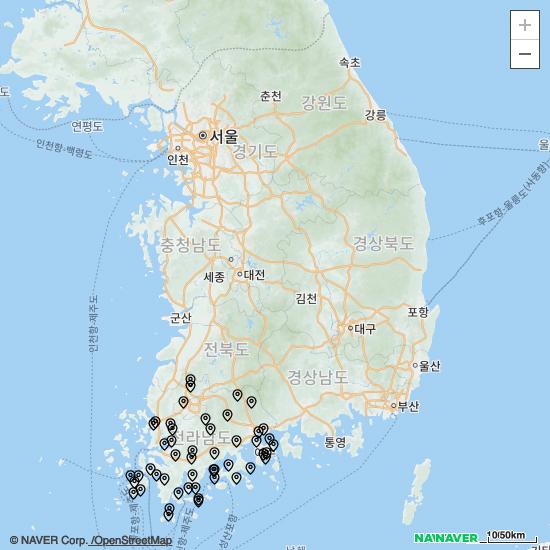 +
−
속초
춘천
강원도
강릉
연평도
서울
인천
경기도
인천항-백령도
후포항-울릉도(사동항)
충청남도
경상북도
세종
대전
김천
인천항-제주도
군산
포항
대구
전북도
울산
경상남도
부산
전라남도
통영
© NAVER Corp. /OpenStreetMap
NAVER
10/50km